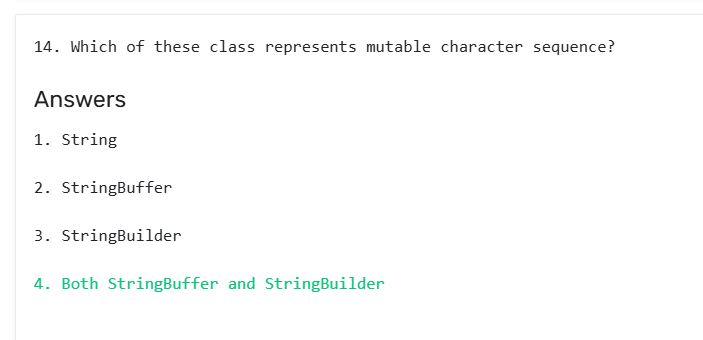 14. Which of these class represents mutable character sequence?
Answers
1. String
2. StringBuffer
3. StringBuilder
4. Both StringBuffer and StringBuilder